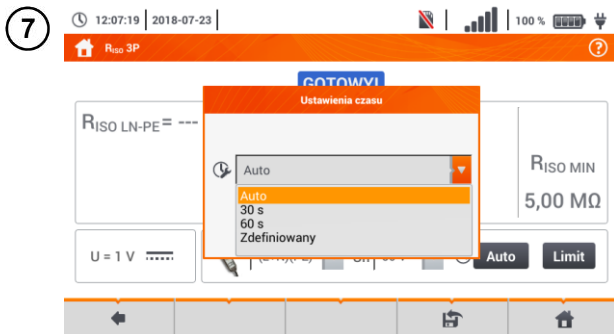 7
12:07:19 2018-07-23 100 %
RISO 3P ?
GOTOWY!
Ustawienia czasu
RISO LN-PE= ---
Auto
Auto
30 s
60 s
Zdefiniowany
RISO MIN
5,00 MΩ
U = 1 V
Auto
Limit